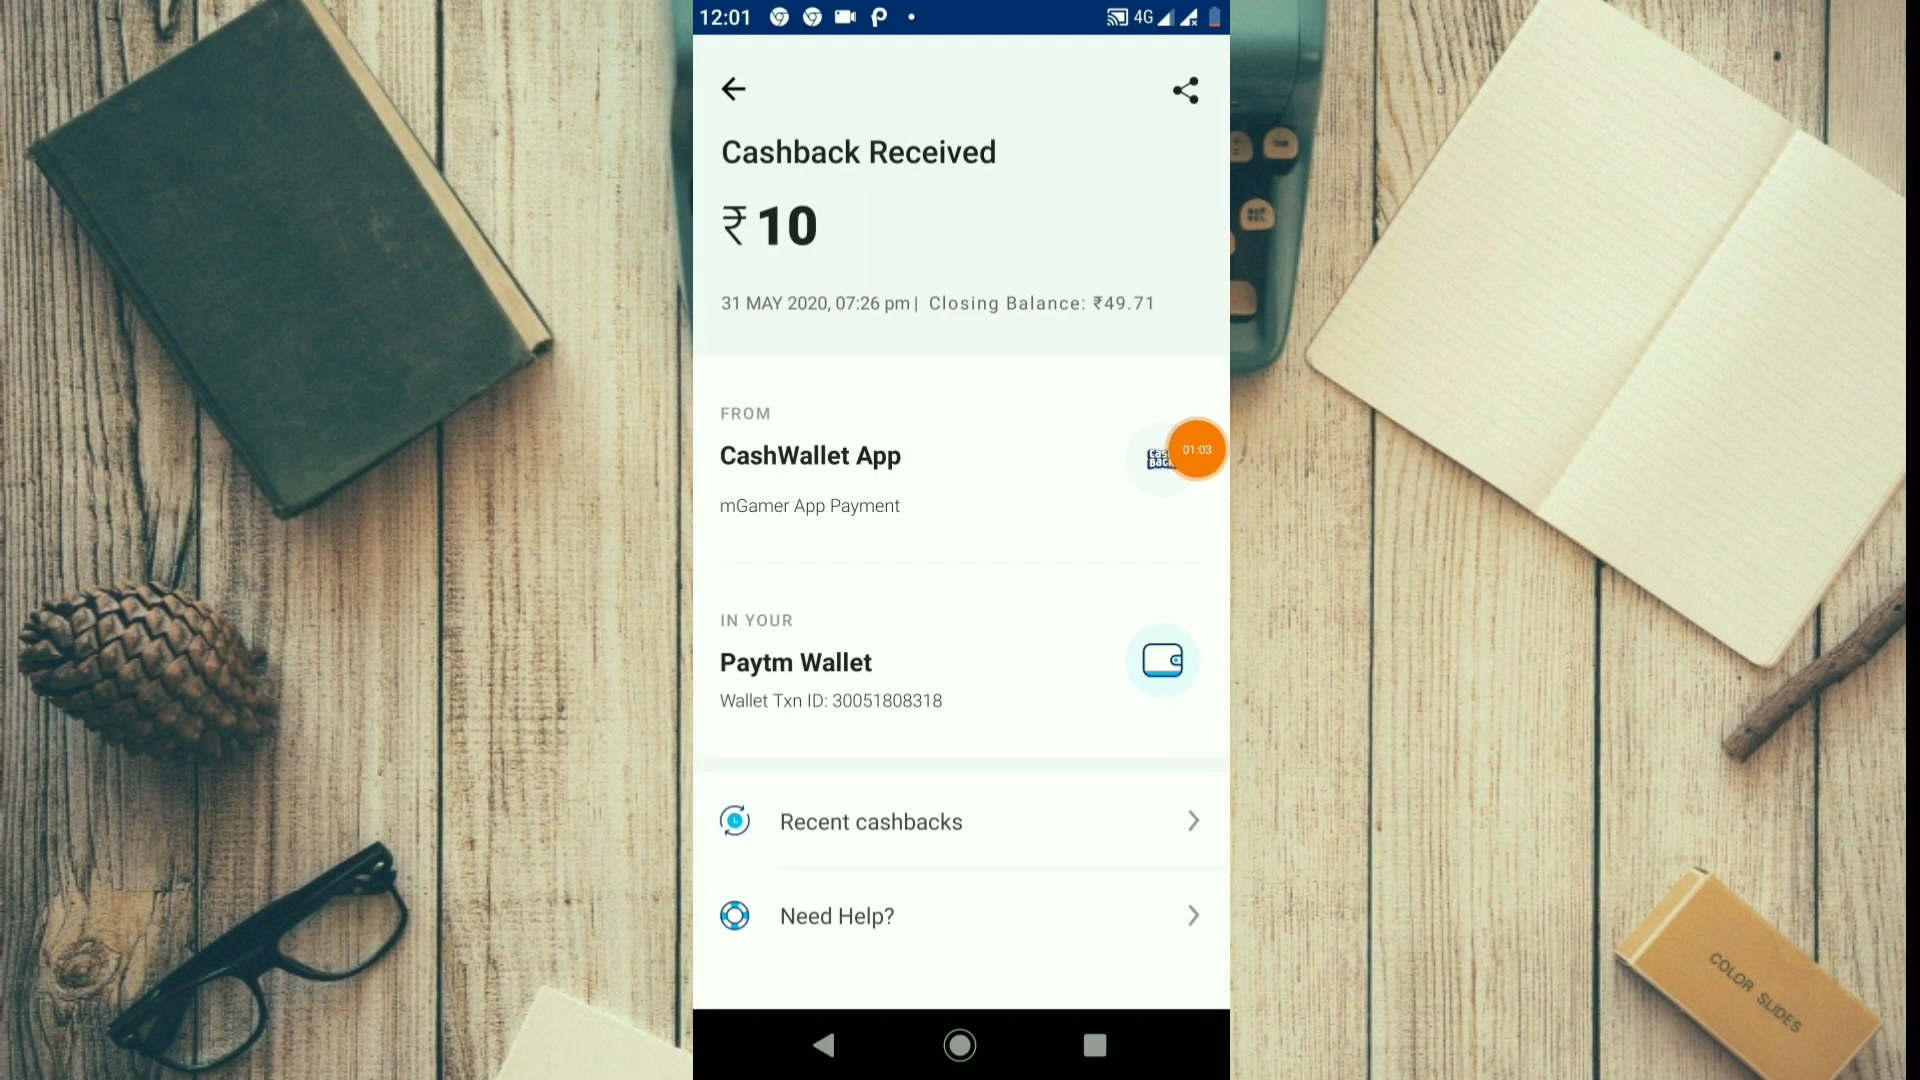 12:01
4G
Cashback Received
₹10
31 MAY 2020, 07:26 pm | Closing Balance: ₹49.71
FROM
CashWallet App
01:03
mGamer App Payment
IN YOUR
Paytm Wallet
Wallet Txn ID: 30051808318
Recent cashbacks
Need Help?
TAB
COLOR SLIDES